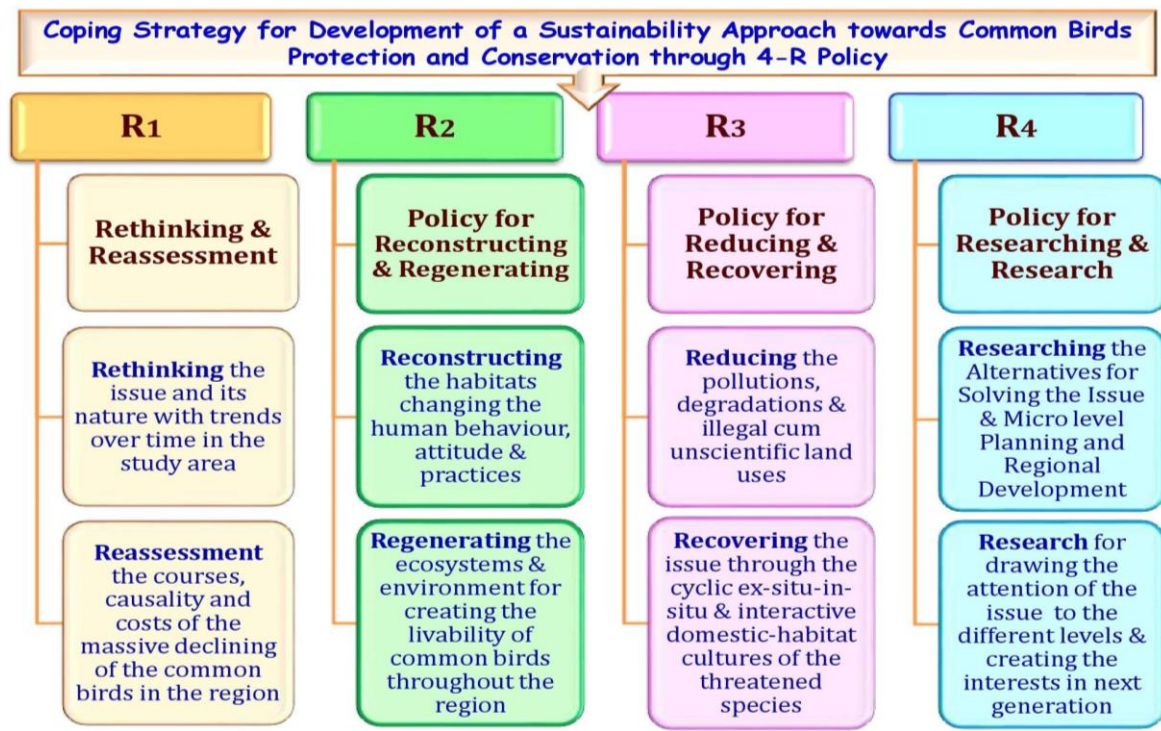 Coping Strategy for Development of a Sustainability Approach towards Common Birds
Protection and Conservation through 4-R Policy
R1
Rethinking &
Reassessment
Rethinking the
issue and its
nature with trends
over time in the
study area
Reassessment
the courses,
causality and
costs of the
massive declining
of the common
birds in the region
R2
Policy for
Reconstructing
& Regenerating
Reconstructing
the habitats
changing the
human behaviour,
attitude &
practices
Regenerating the
ecosystems &
environment for
creating the
livability of
common birds
throughout the
region
R3
Policy for
Reducing &
Recovering
Reducing the
pollutions,
degradations &
illegal cum
unscientific land
uses
Recovering the
issue through the
cyclic ex-situ-in-
situ & interactive
domestic-habitat
cultures of the
threatened
species
R4
Policy for
Researching &
Research
Researching the
Alternatives for
Solving the Issue
& Micro level
Planning and
Regional
Development
Research for
drawing the
attention of the
issue to the
different levels &
creating the
interests in next
generation